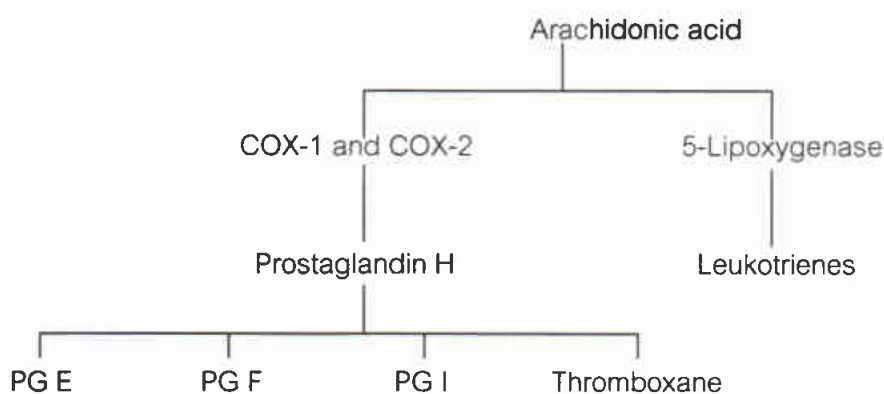 Arachidonic acid
COX-1 and COX-2 5-Lipoxygenase
Prostaglandin H Leukotrienes
PG E PG F PG I Thromboxane